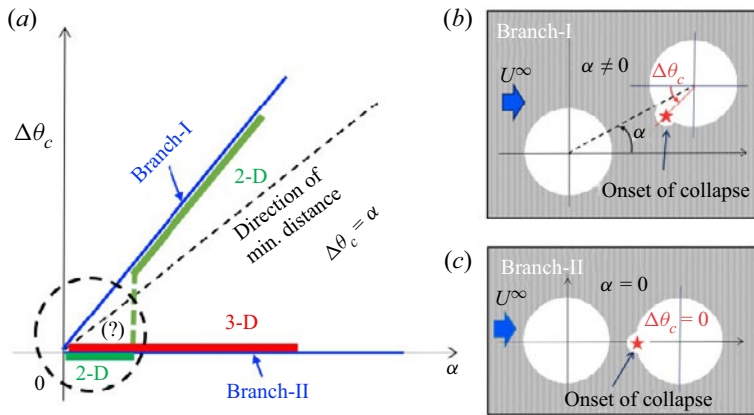 (a)
Δθc
Branch-I
2-D
Direction of
min. distance
Δθc = α
(?)
3-D
0
2-D
Branch-II
α
(b)
Branch-I
U∞
α ≠ 0
Δθc
α
Onset of collapse
(c)
Branch-II
α = 0
U∞
Δθc = 0
Onset of collapse